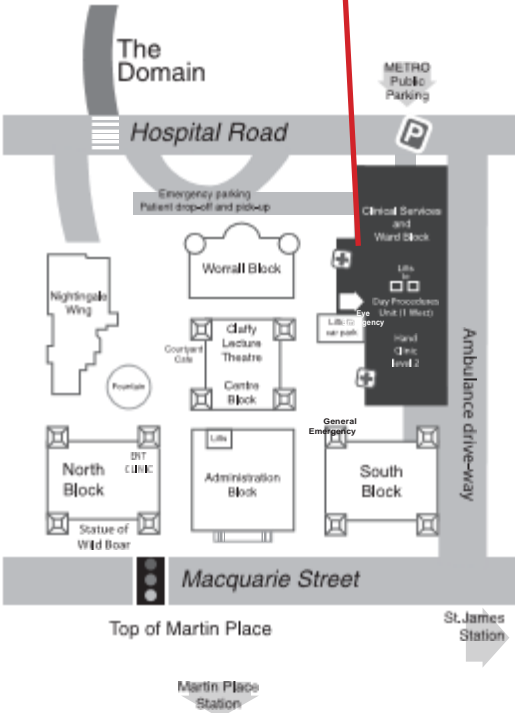 The
Domain
METRO
Public
Parking
Hospital Road
P
Emergency parking
Patient drop-off and pick-up
Clinical Services
and
Ward Block
Worrall Block
Lifts
to
Nightingale
Wing
Day Procedures
Unit (1 West)
Eye
Lifts to
car park
Claffy
Lecture
Theatre
Courtyard
Cafe
Hand
Clinic
level 2
Centre
Block
Fountain
Ambulance drive-way
General
Emergency
Lifts
ENT
CLINIC
North
Block
Administration
Block
South
Block
Statue of
Wild Boar
Macquarie Street
Top of Martin Place
St.James
Station
Martin Place
Station